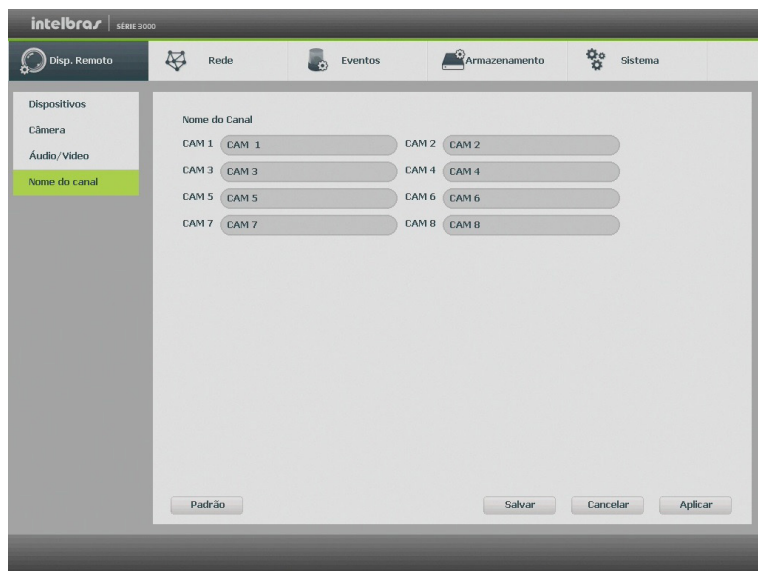 intelbras SÉRIE 3000
Disp. Remoto Rede Eventos Armazenamento Sistema
Dispositivos
Câmera
Áudio/Video
Nome do canal
Nome do Canal
CAM 1 CAM 1 CAM 2 CAM 2
CAM 3 CAM 3 CAM 4 CAM 4
CAM 5 CAM 5 CAM 6 CAM 6
CAM 7 CAM 7 CAM 8 CAM 8
Padrão Salvar Cancelar Aplicar